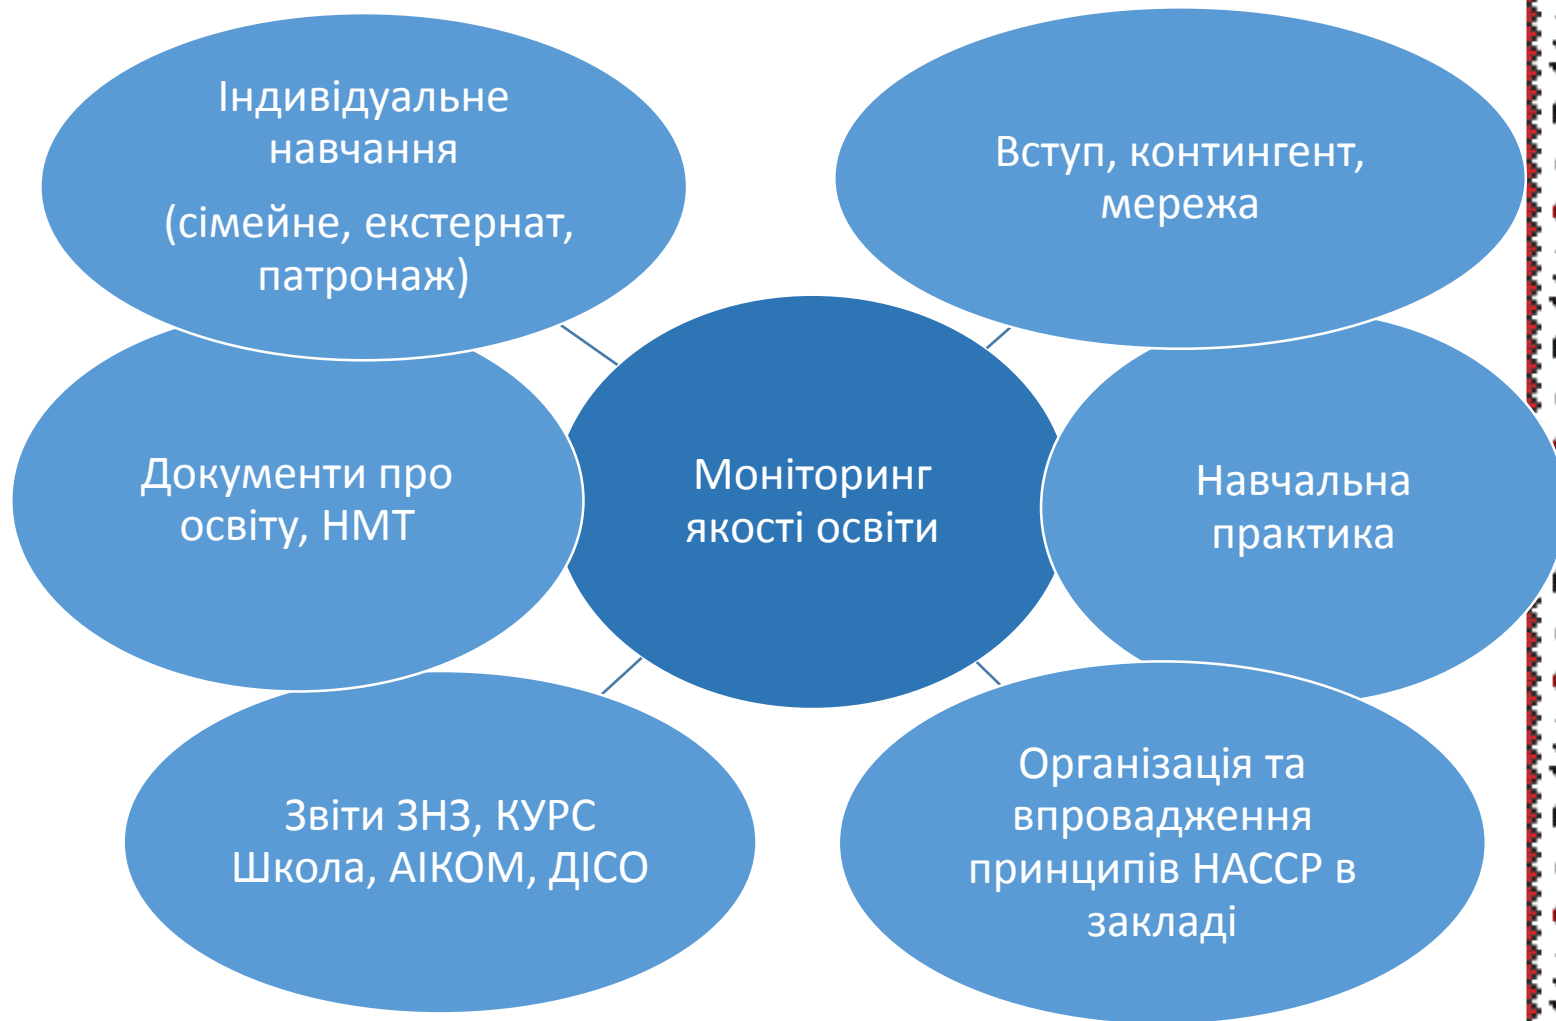 Індивідуальне
навчання
(сімейне, екстернат,
патронаж)
Вступ, контингент,
мережа
Документи про
освіту, НМТ
Моніторинг
якості освіти
Навчальна
практика
Звіти ЗНЗ, КУРС
Школа, АІКОМ, ДІСО
Організація та
впровадження
принципів НАССР в
закладі